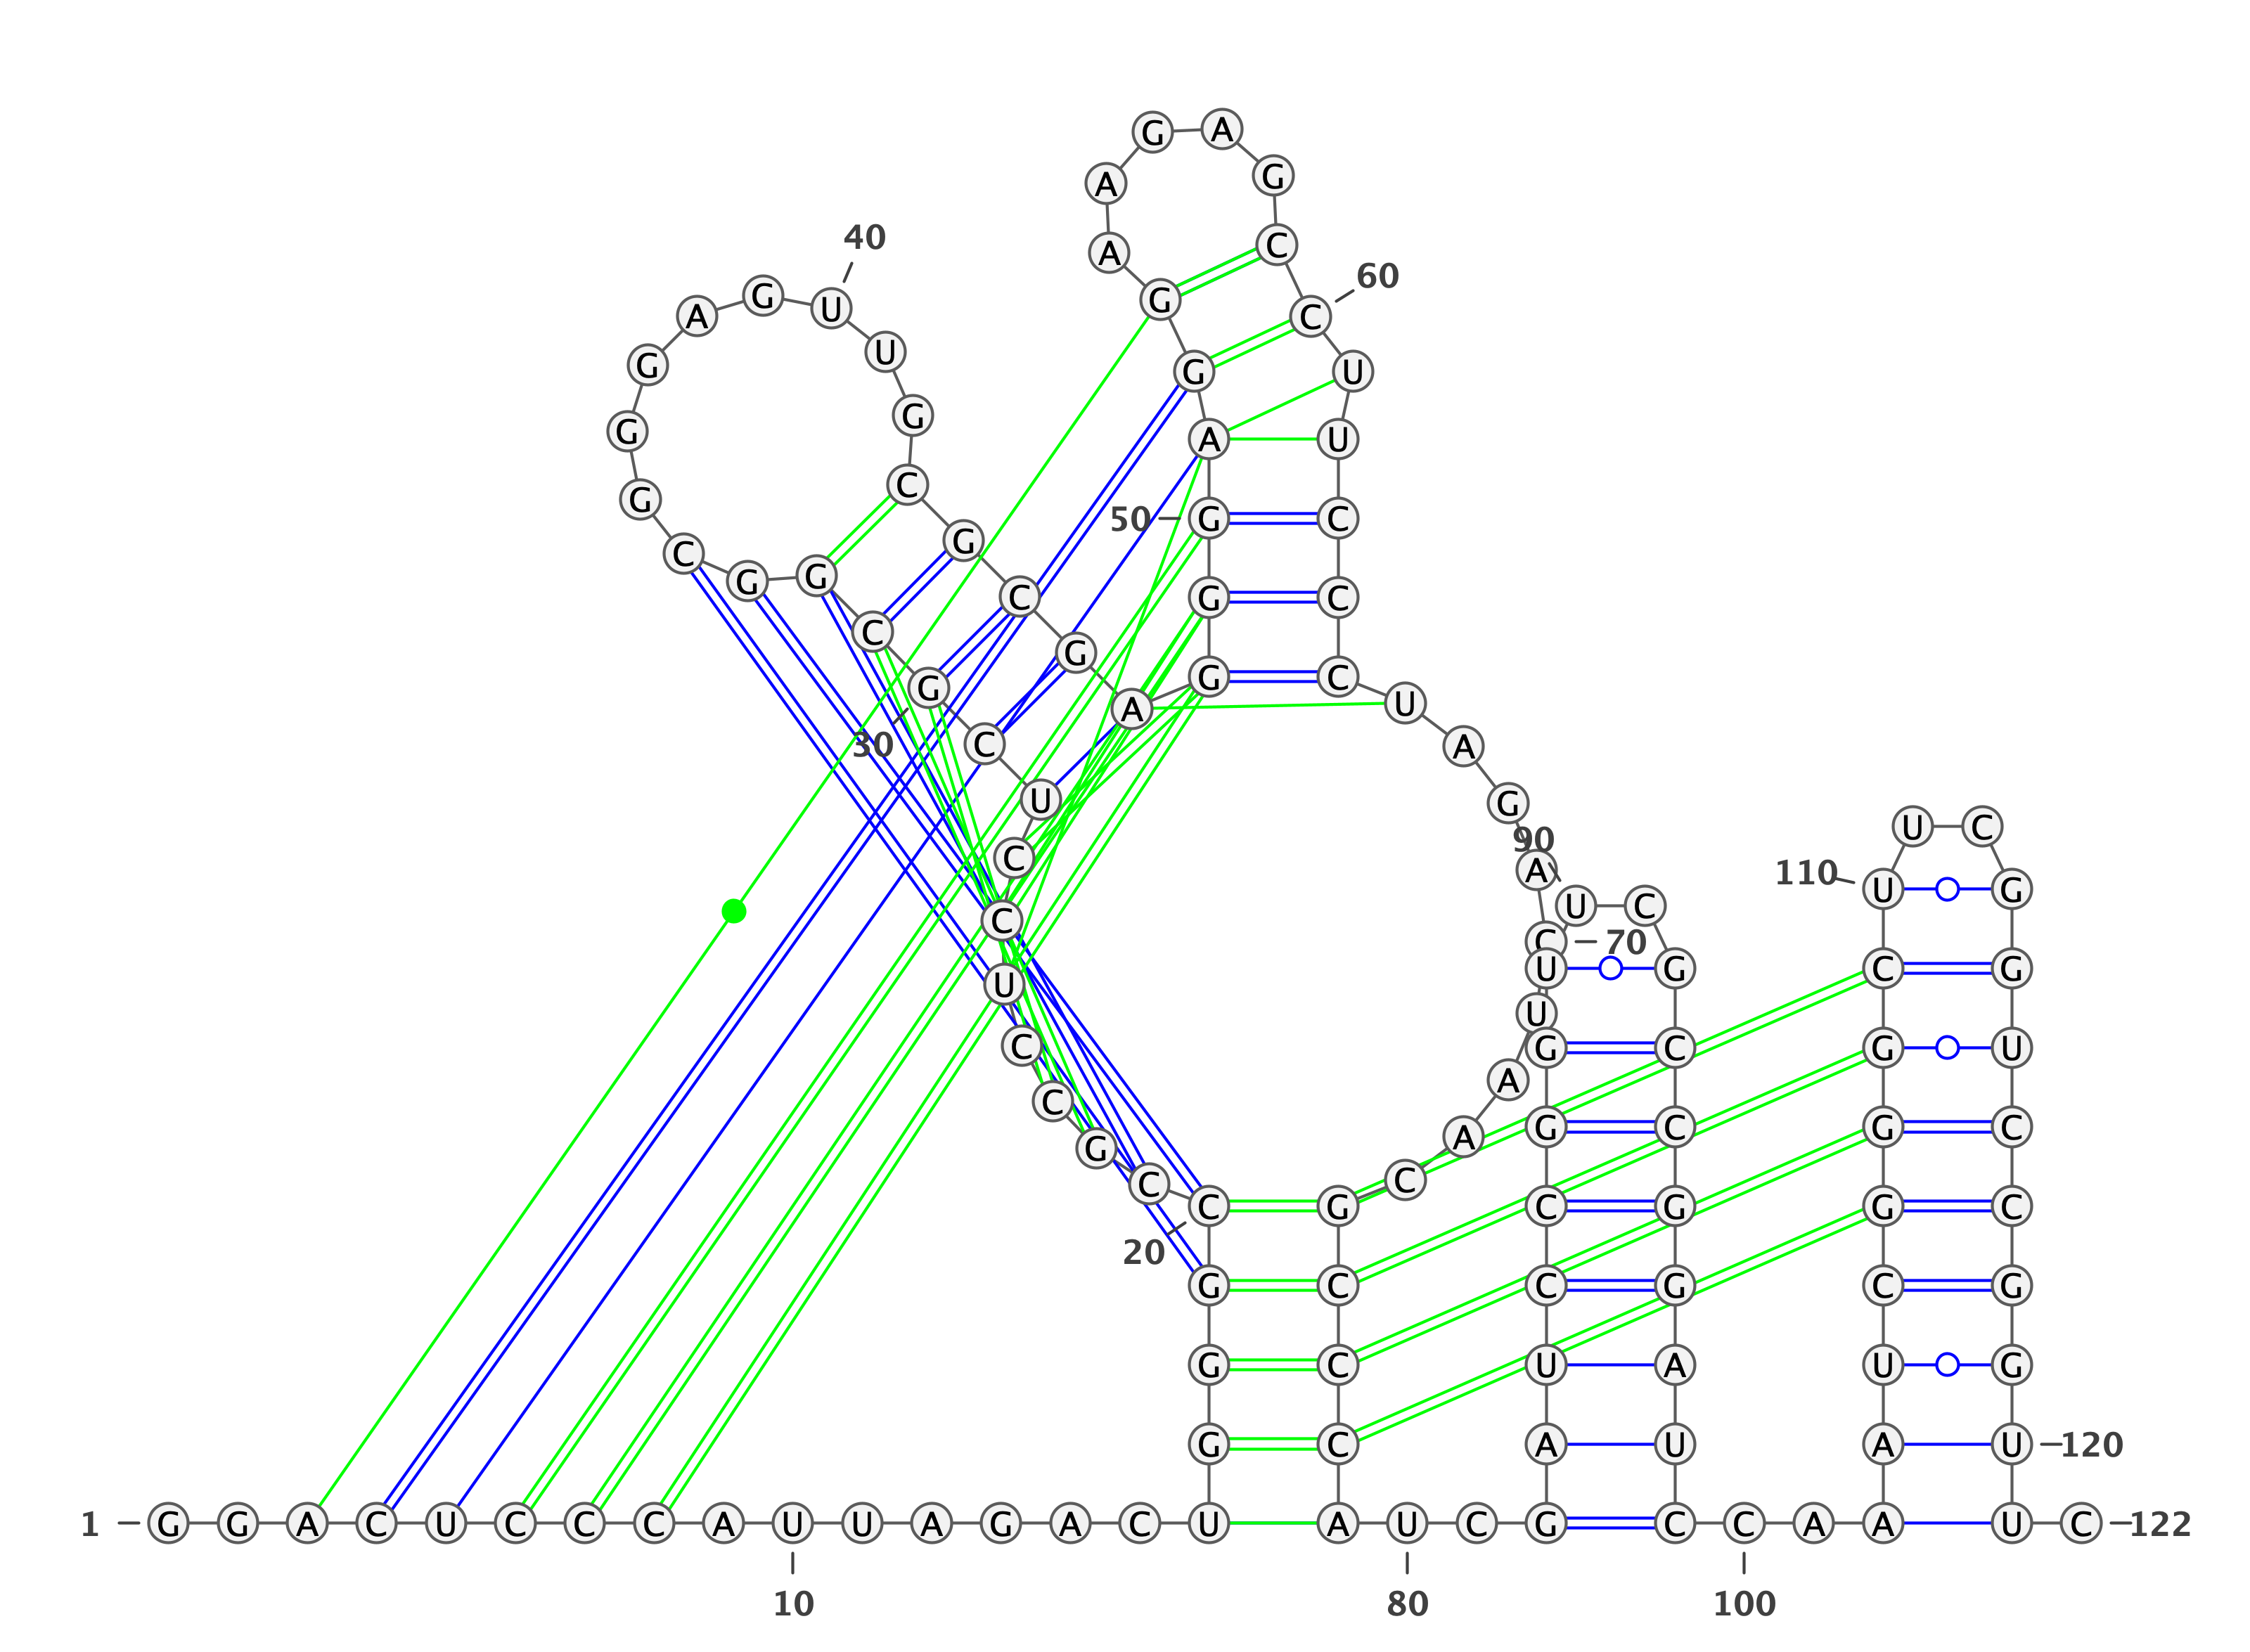 G A
A G
40
A C
60
A G U G C
G U G U
G G A U
G C 50 G C
C G G G
C G C
C G
G A G C U
30 C A
U G
U C
90
C A 110 U G
C U C
C 70
U U G C G
U
C G C G U
C A
G A G C G C
C C
C G C G G C
20
G C C G C G
G C U A U G
G C A U A U 120
1 G G A C U C C C A U U A G A C U A U C G C C A A U C 122
10 80 100